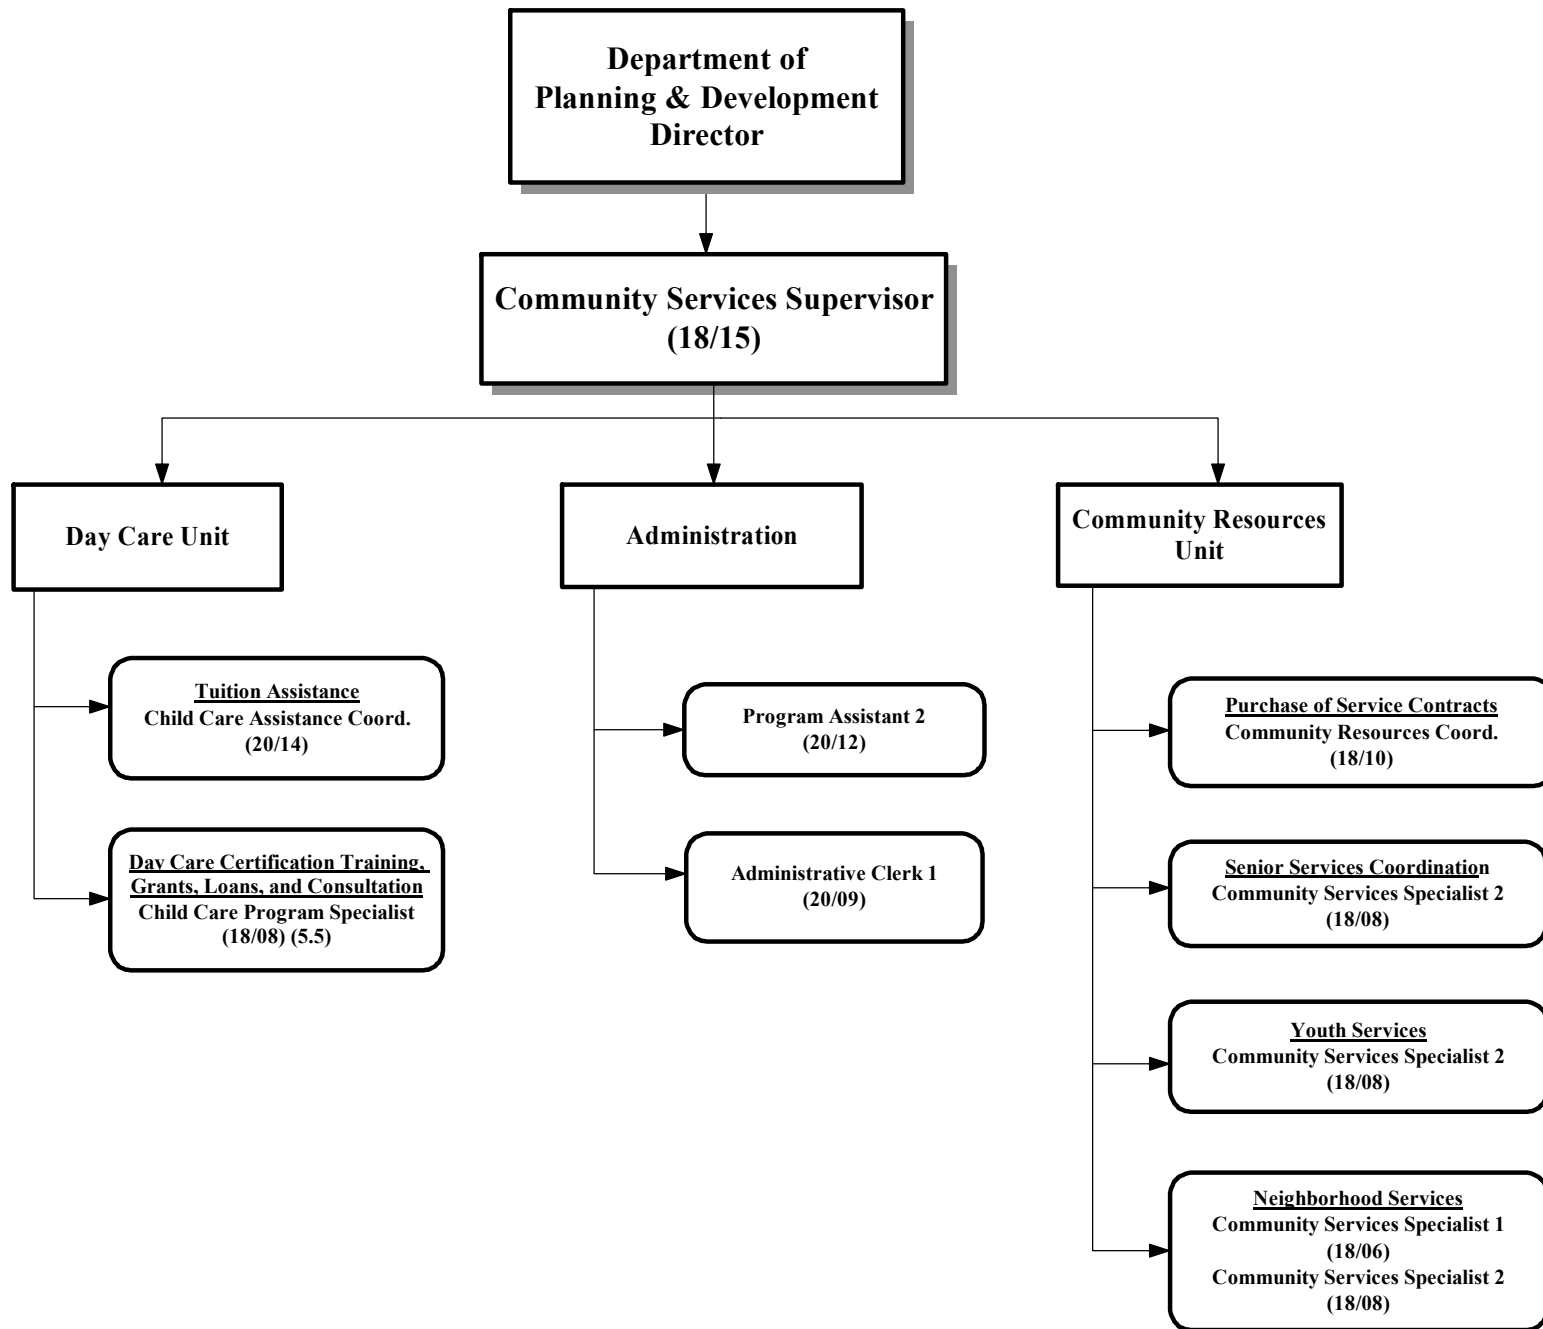 Department of
Planning & Development
Director
Community Services Supervisor
(18/15)
Day Care Unit
Administration
Community Resources
Unit
Tuition Assistance
Child Care Assistance Coord.
(20/14)
Day Care Certification Training,
Grants, Loans, and Consultation
Child Care Program Specialist
(18/08) (5.5)
Program Assistant 2
(20/12)
Administrative Clerk 1
(20/09)
Purchase of Service Contracts
Community Resources Coord.
(18/10)
Senior Services Coordination
Community Services Specialist 2
(18/08)
Youth Services
Community Services Specialist 2
(18/08)
Neighborhood Services
Community Services Specialist 1
(18/06)
Community Services Specialist 2
(18/08)